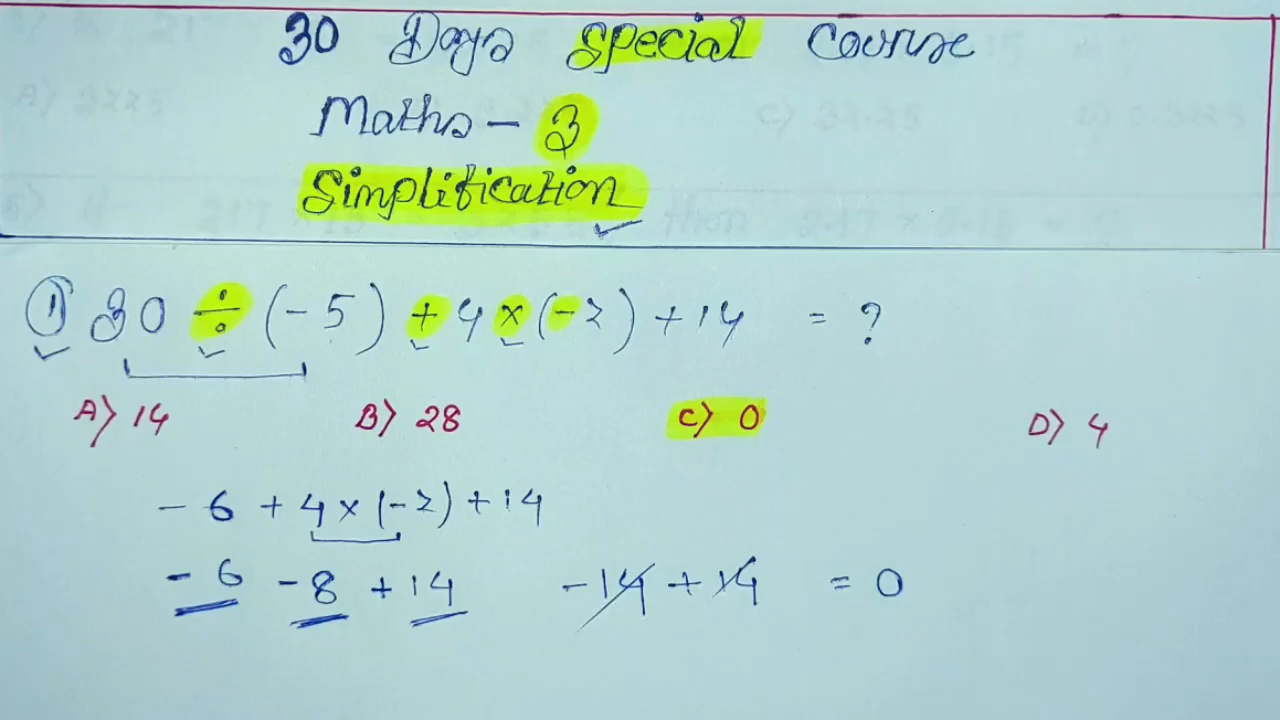 30 Days Special Course
Maths - 3
Simplification
1) 30 ÷ (-5) + 4 × (-2) + 14 = ?
A) 14 B) 28 C) 0 D) 4
- 6 + 4 × (-2) + 14
- 6 - 8 + 14 -14 + 14 = 0